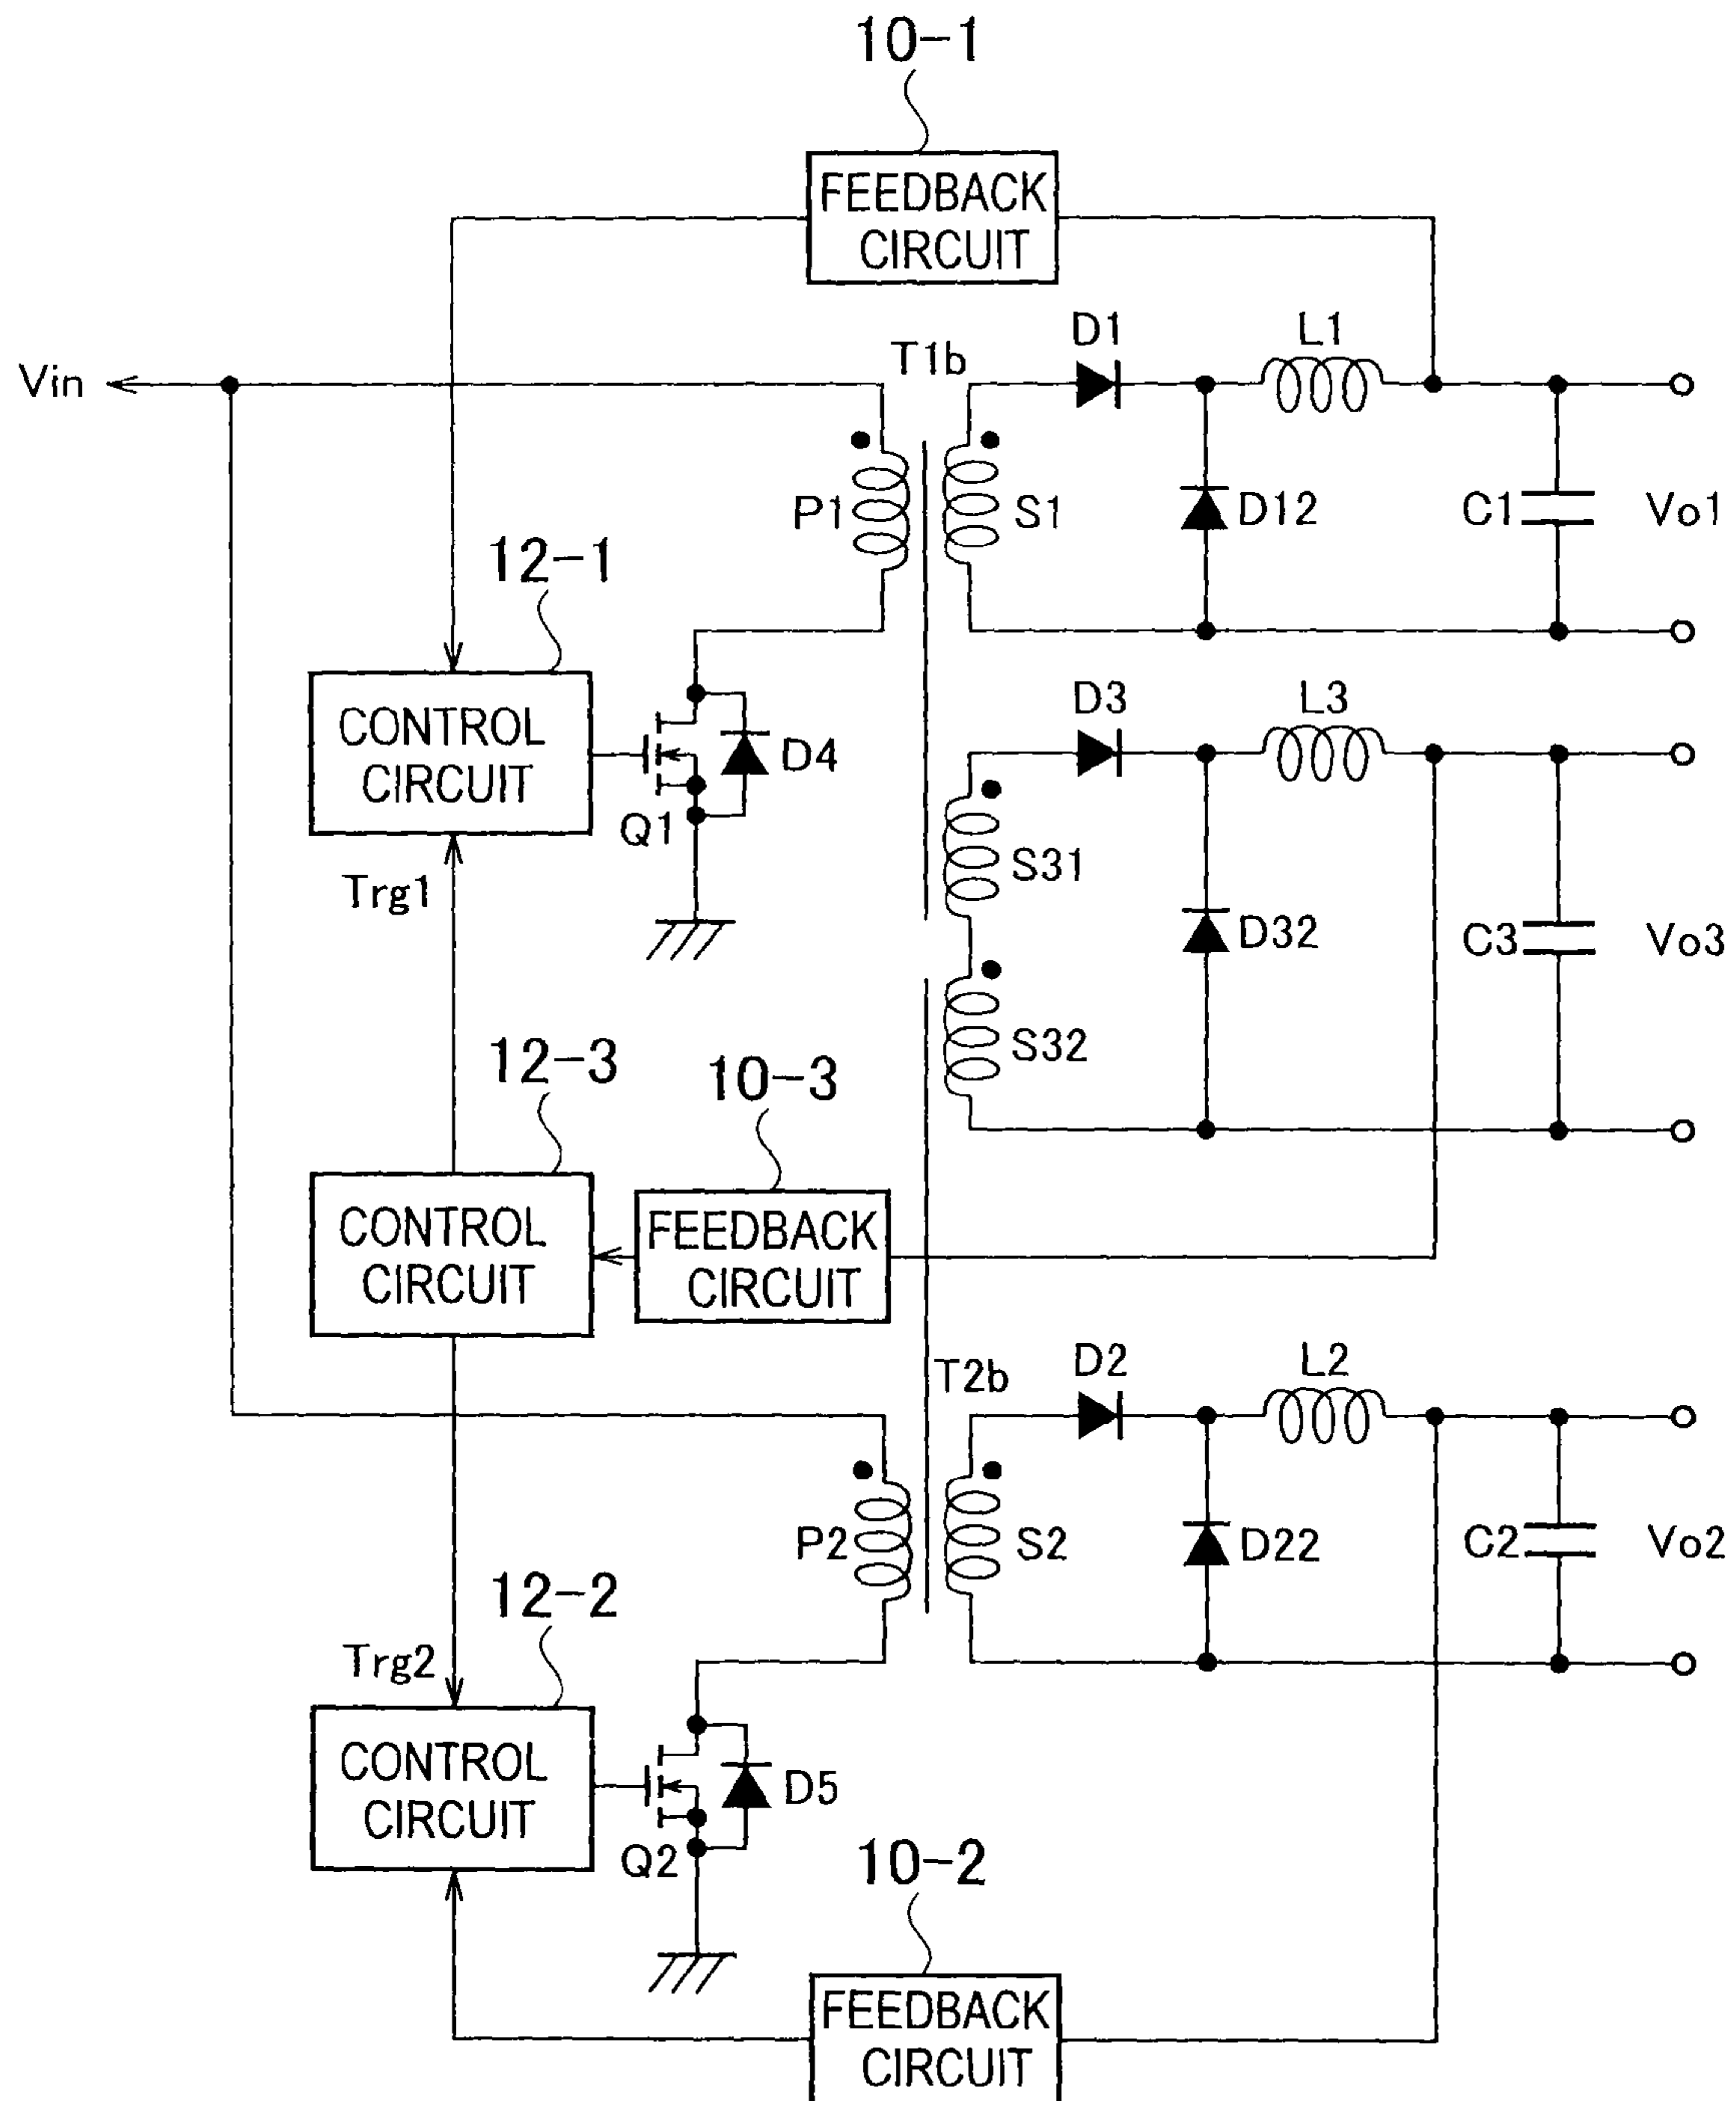 10-1
FEEDBACK
CIRCUIT
D1
L1
T1b
Vin
P1
S1
D12
C1
Vo1
12-1
CONTROL
CIRCUIT
D3
L3
D4
Q1
S31
Trg1
D32
C3
Vo3
S32
12-3
10-3
CONTROL
CIRCUIT
FEEDBACK
CIRCUIT
D2
L2
T2b
P2
S2
D22
C2
Vo2
12-2
Trg2
CONTROL
CIRCUIT
D5
Q2
10-2
FEEDBACK
CIRCUIT